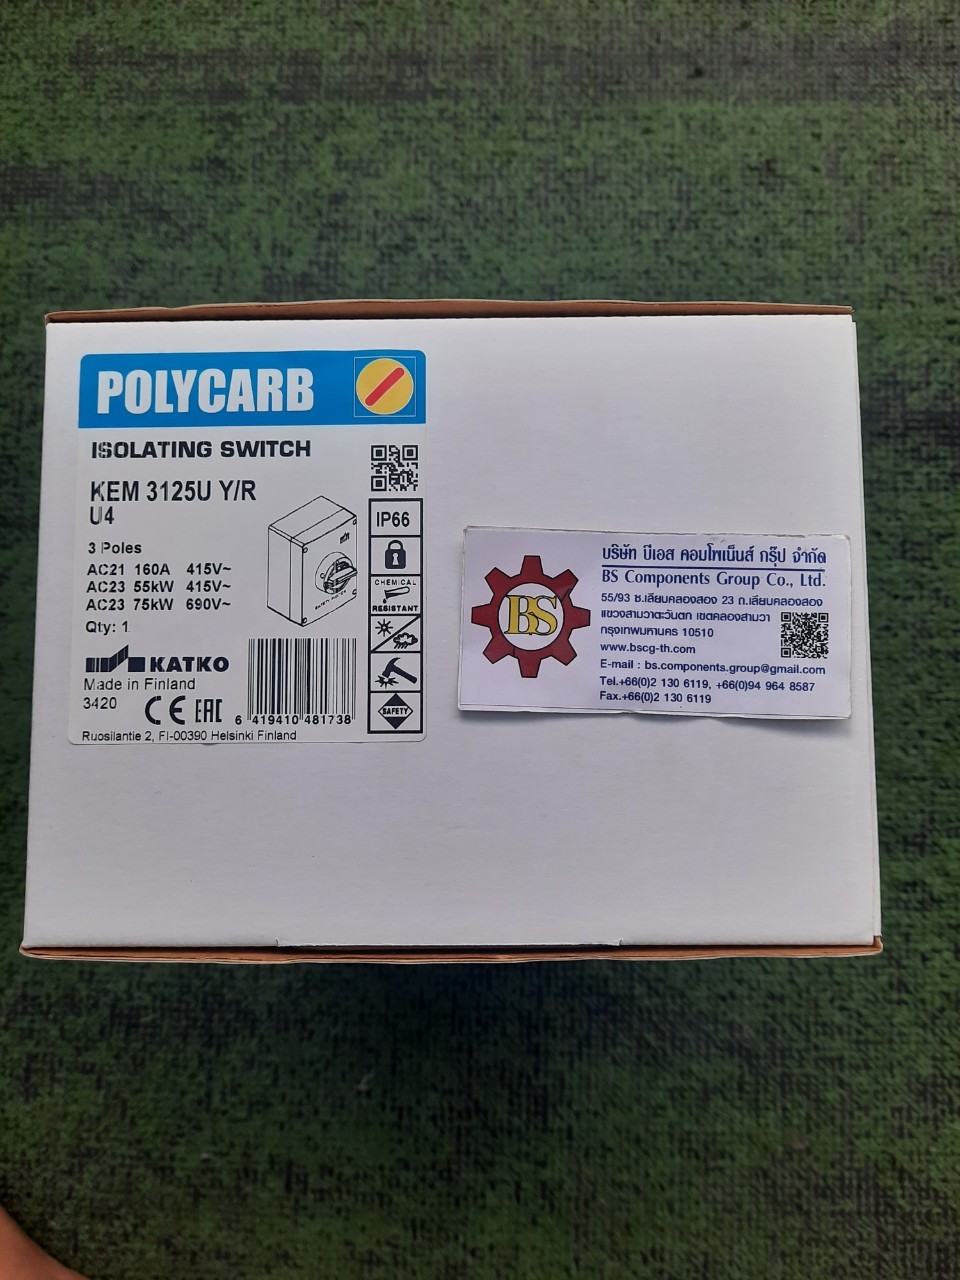 POLYCARB
ISOLATING SWITCH
KEM 3125U Y/R
U4
3 Poles
AC21 160A 415V~
AC23 55kW 415V~
AC23 75kW 690V~
Qty: 1
KATKO
Made in Finland
3420
CE EAC
6 419410 481738
Ruosilantie 2, FI-00390 Helsinki Finland
IP66
CHEMICAL
RESISTANT
SAFETY
BS
บริษัท บีเอส คอมโพเน็นส์ กรุ๊ป จำกัด
BS Components Group Co., Ltd.
55/93 ซ.เลียบคลองสอง 23 ถ.เลียบคลองสอง
แขวงสามวาตะวันตก เขตคลองสามวา
กรุงเทพมหานคร 10510
www.bscg-th.com
E-mail : bs.components.group@gmail.com
Tel.+66(0)2 130 6119, +66(0)94 964 8587
Fax.+66(0)2 130 6119